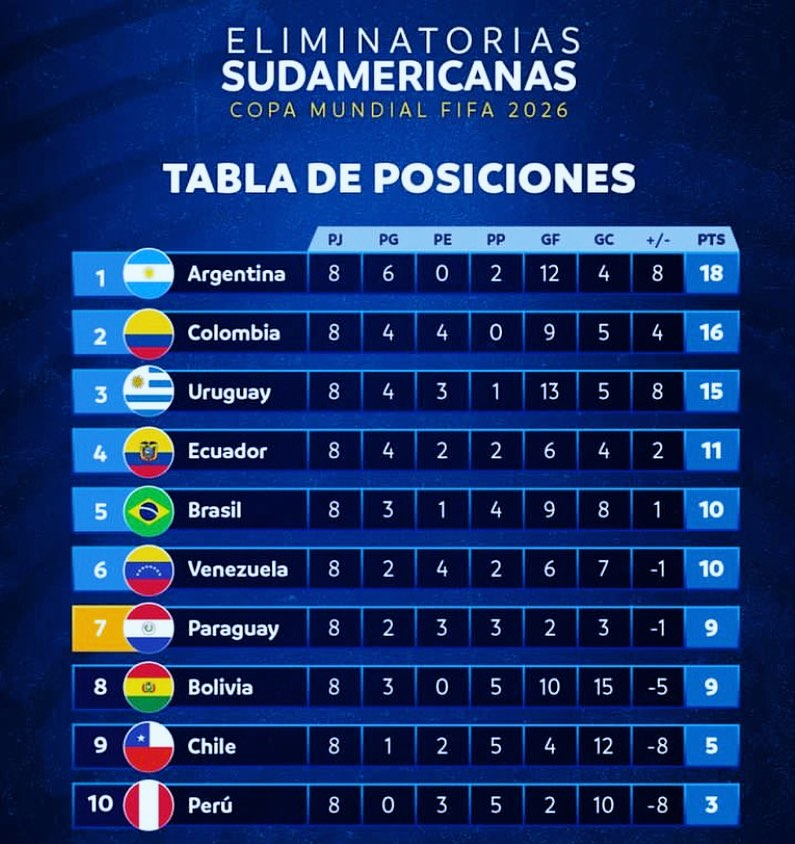 ELIMINATORIAS
SUDAMERICANAS
COPA MUNDIAL FIFA 2026
TABLA DE POSICIONES
PJ PG PE PP GF GC +/- PTS
1 Argentina 8 6 0 2 12 4 8 18
2 Colombia 8 4 4 0 9 5 4 16
3 Uruguay 8 4 3 1 13 5 8 15
4 Ecuador 8 4 2 2 6 4 2 11
5 Brasil 8 3 1 4 9 8 1 10
6 Venezuela 8 2 4 2 6 7 -1 10
7 Paraguay 8 2 3 3 2 3 -1 9
8 Bolivia 8 3 0 5 10 15 -5 9
9 Chile 8 1 2 5 4 12 -8 5
10 Perú 8 0 3 5 2 10 -8 3